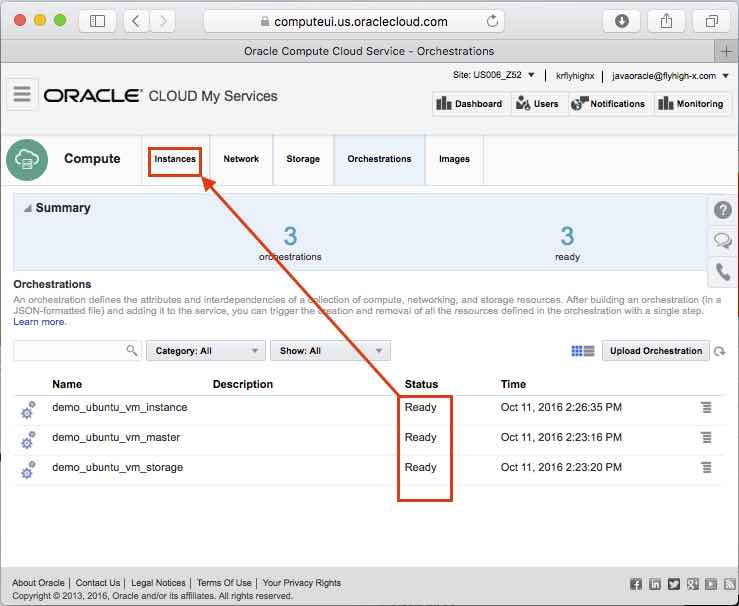 computeui.us.oraclecloud.com
Oracle Compute Cloud Service - Orchestrations
Site: US006_Z52 krflyhighx javaoracle@flyhigh-x.com
ORACLE CLOUD My Services
Dashboard Users Notifications Monitoring
Compute Instances Network Storage Orchestrations Images
Summary
3 3
orchestrations ready
Orchestrations
An orchestration defines the attributes and interdependencies of a collection of compute, networking, and storage resources. After building an orchestration (in a
JSON-formatted file) and adding it to the service, you can trigger the creation and removal of all the resources defined in the orchestration with a single step.
Learn more.
Category: All Show: All Upload Orchestration
Name Description Status Time
demo_ubuntu_vm_instance Ready Oct 11, 2016 2:26:35 PM
demo_ubuntu_vm_master Ready Oct 11, 2016 2:23:16 PM
demo_ubuntu_vm_storage Ready Oct 11, 2016 2:23:20 PM
About Oracle | Contact Us | Legal Notices | Terms Of Use | Your Privacy Rights
Copyright © 2013, 2016, Oracle and/or its affiliates. All rights reserved.